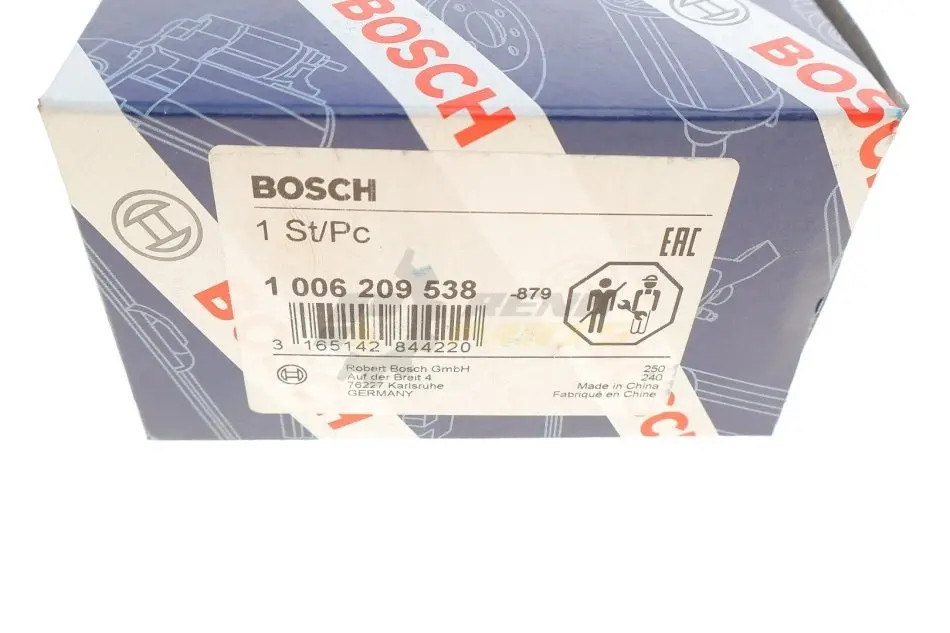 BOSCH
BOSCH
BOSCH
1 St/Pc
EAC
1 006 209 538 -879
3 165142 844220
Robert Bosch GmbH
Auf der Breit 4
76227 Karlsruhe
GERMANY
250
240
Made in China
Fabriqué en Chine